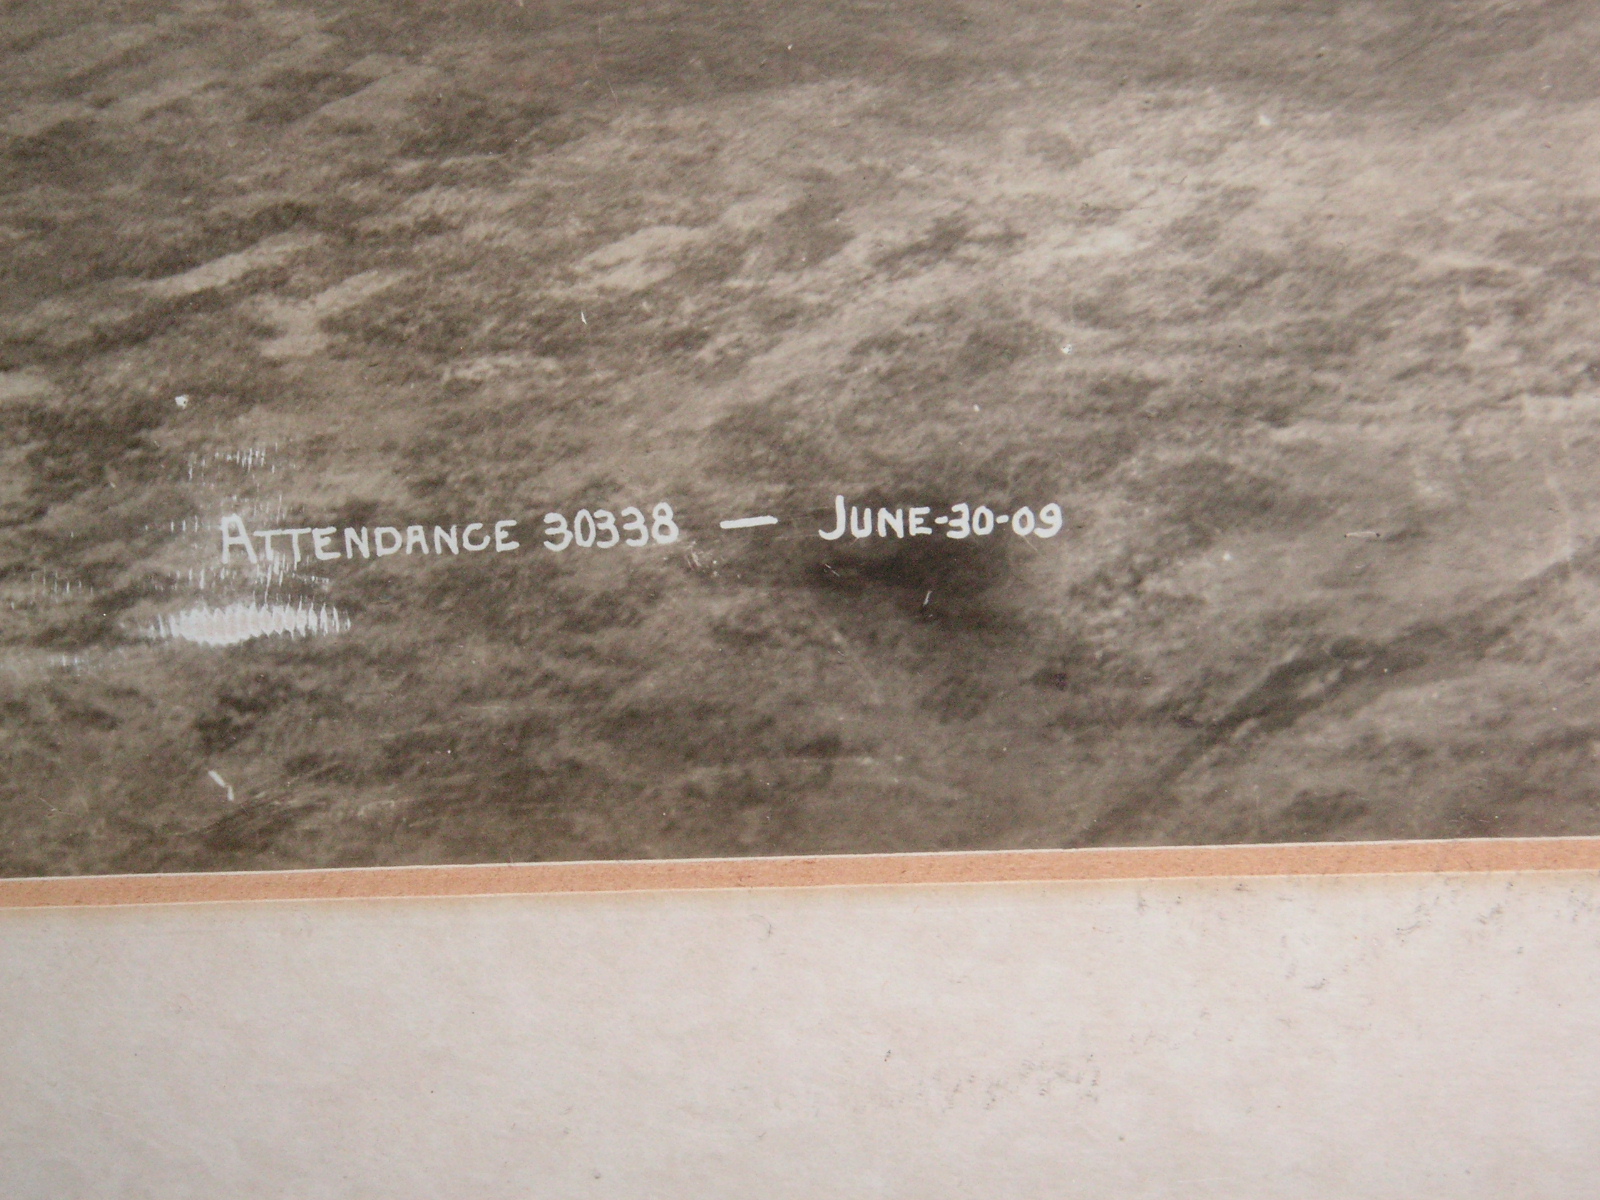 ATTENDANCE 30338 — JUNE-30-09